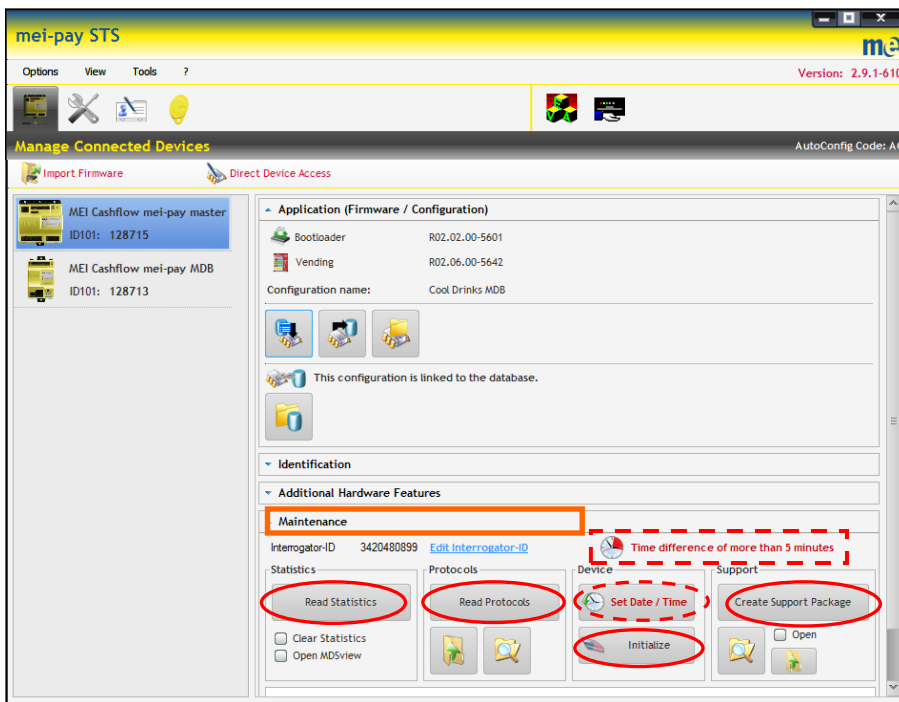 mei-pay STS
me
Options View Tools ?
Version: 2.9.1-610
Manage Connected Devices
AutoConfig Code: A
Import Firmware
Direct Device Access
MEI Cashflow mei-pay master
ID101: 128715
MEI Cashflow mei-pay MDB
ID101: 128713
Application (Firmware / Configuration)
Bootloader R02.02.00-5601
Vending R02.06.00-5642
Configuration name: Cool Drinks MDB
This configuration is linked to the database.
Identification
Additional Hardware Features
Maintenance
Interrogator-ID 3420480899 Edit Interrogator-ID
Time difference of more than 5 minutes
Statistics Protocols Device Support
Read Statistics Read Protocols Set Date / Time Create Support Package
Clear Statistics
Open MDSview
Initialize
Open